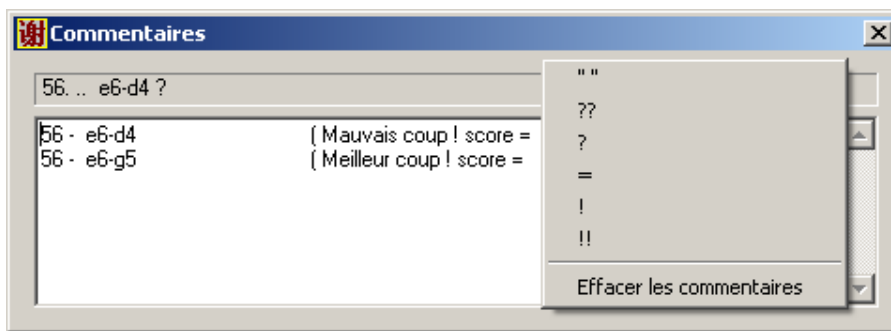 谢 Commentaires
56. .. e6-d4 ?
56 - e6-d4 ( Mauvais coup ! score =
56 - e6-g5 ( Meilleur coup ! score =
" "
??
?
=
!
!!
Effacer les commentaires